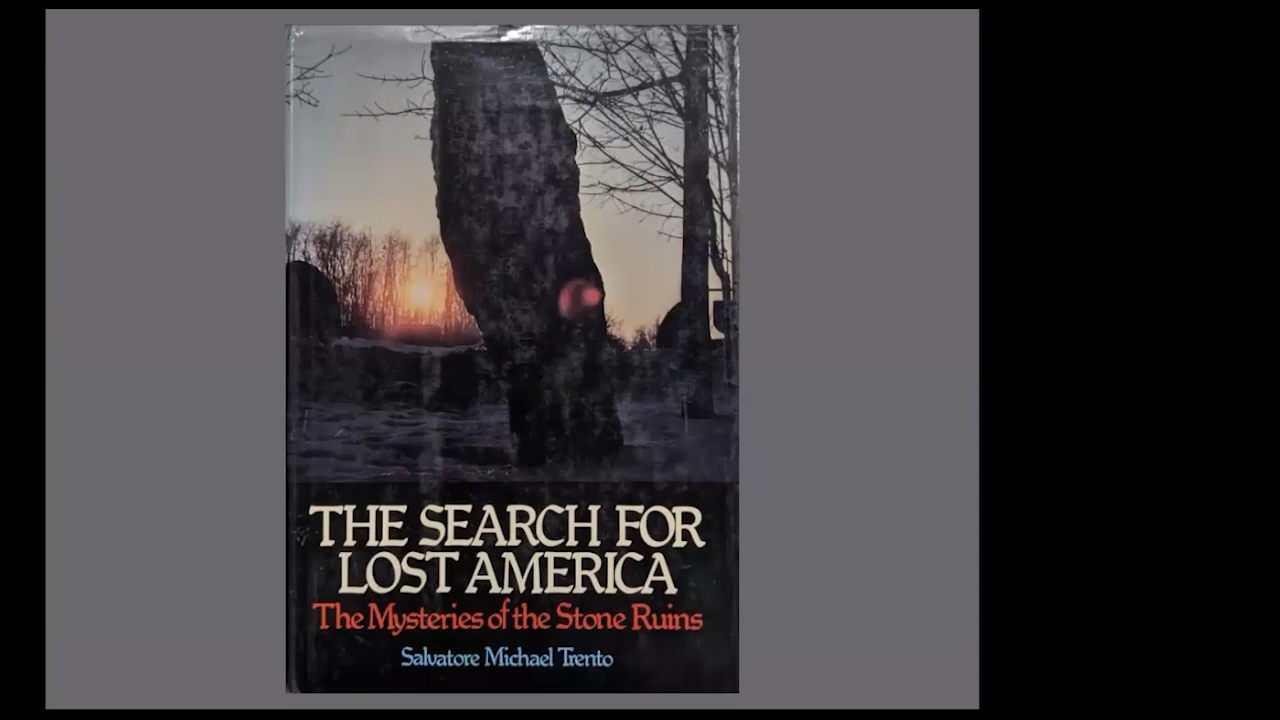 THE SEARCH FOR
LOST AMERICA
The Mysteries of the Stone Ruins
Salvatore Michael Trento